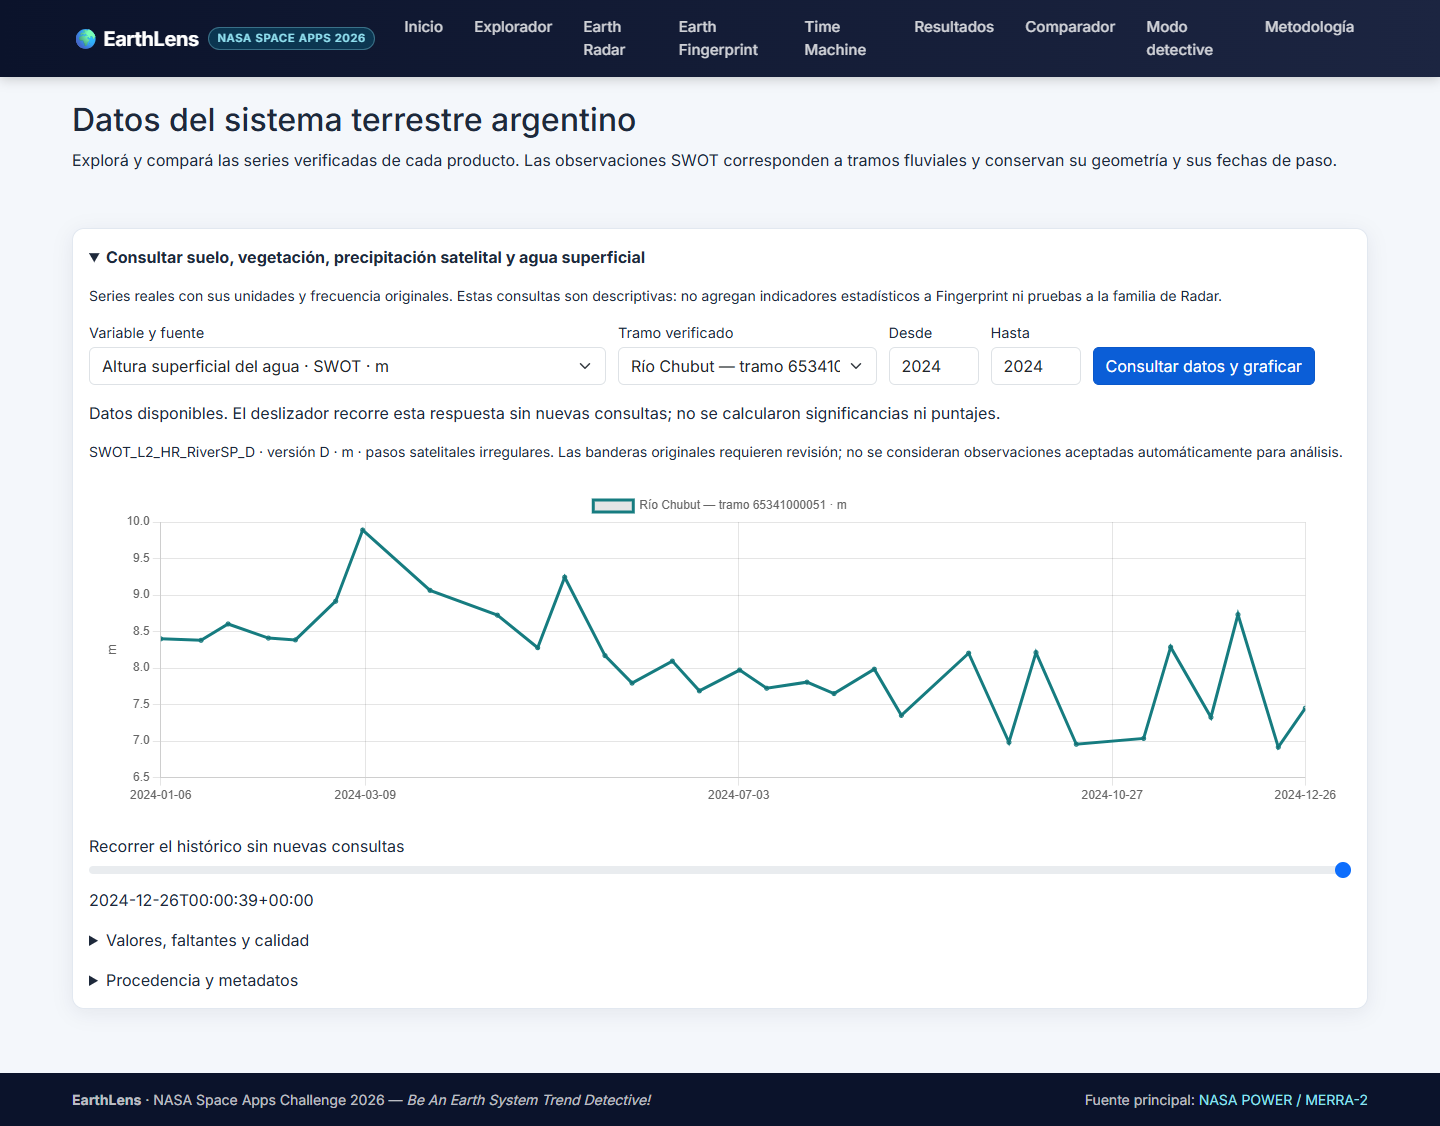 EarthLens NASA SPACE APPS 2026 Inicio Explorador Earth Radar Earth Fingerprint Time Machine Resultados Comparador Modo detective Metodología
Datos del sistema terrestre argentino
Explorá y compará las series verificadas de cada producto. Las observaciones SWOT corresponden a tramos fluviales y conservan su geometría y sus fechas de paso.
▼ Consultar suelo, vegetación, precipitación satelital y agua superficial
Series reales con sus unidades y frecuencia originales. Estas consultas son descriptivas: no agregan indicadores estadísticos a Fingerprint ni pruebas a la familia de Radar.
Variable y fuente Tramo verificado Desde Hasta
Altura superficial del agua · SWOT · m Río Chubut — tramo 65341 2024 2024 Consultar datos y graficar
Datos disponibles. El deslizador recorre esta respuesta sin nuevas consultas; no se calcularon significancias ni puntajes.
SWOT_L2_HR_RiverSP_D · versión D · m · pasos satelitales irregulares. Las banderas originales requieren revisión; no se consideran observaciones aceptadas automáticamente para análisis.
Río Chubut — tramo 65341000051 · m
10.0
9.5
9.0
8.5
m
8.0
7.5
7.0
6.5
2024-01-06 2024-03-09 2024-07-03 2024-10-27 2024-12-26
Recorrer el histórico sin nuevas consultas
2024-12-26T00:00:39+00:00
▶ Valores, faltantes y calidad
▶ Procedencia y metadatos
EarthLens · NASA Space Apps Challenge 2026 — Be An Earth System Trend Detective! Fuente principal: NASA POWER / MERRA-2